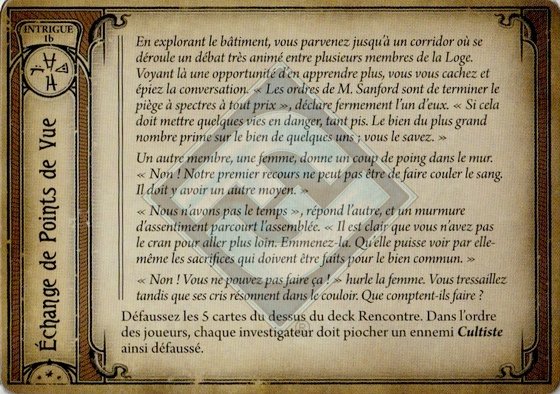 INTRIGUE
1b
Échange de Points de Vue
En explorant le bâtiment, vous parvenez jusqu'à un corridor où se
déroule un débat très animé entre plusieurs membres de la Loge.
Voyant là une opportunité d'en apprendre plus, vous vous cachez et
épiez la conversation. « Les ordres de M. Sanford sont de terminer le
piège à spectres à tout prix », déclare fermement l'un d'eux. « Si cela
doit mettre quelques vies en danger, tant pis. Le bien du plus grand
nombre prime sur le bien de quelques uns ; vous le savez. »
Un autre membre, une femme, donne un coup de poing dans le mur.
« Non ! Notre premier recours ne peut pas être de faire couler le sang.
Il doit y avoir un autre moyen. »
« Nous n'avons pas le temps », répond l'autre, et un murmure
d'assentiment parcourt l'assemblée. « Il est clair que vous n'avez pas
le cran pour aller plus loin. Emmenez-la. Qu'elle puisse voir par elle-
même les sacrifices qui doivent être faits pour le bien commun. »
« Non ! Vous ne pouvez pas faire ça ! » hurle la femme. Vous tressaillez
tandis que ses cris résonnent dans le couloir. Que comptent-ils faire ?
Défaussez les 5 cartes du dessus du deck Rencontre. Dans l'ordre
des joueurs, chaque investigateur doit piocher un ennemi Cultiste
ainsi défaussé.